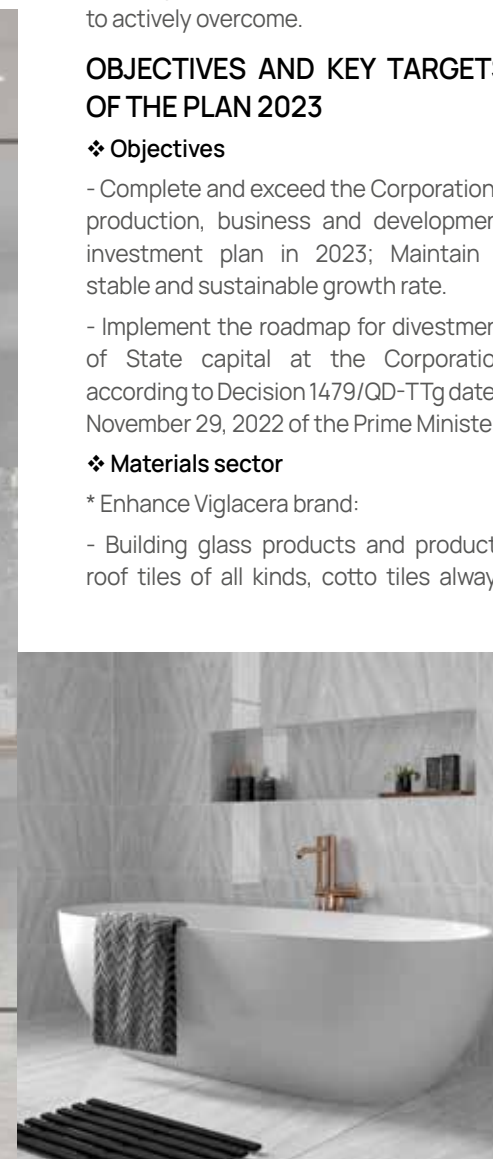 to actively overcome.
OBJECTIVES AND KEY TARGETS
OF THE PLAN 2023
❖ Objectives
- Complete and exceed the Corporation
production, business and developmen
investment plan in 2023; Maintain
stable and sustainable growth rate.
- Implement the roadmap for divestmen
of State capital at the Corporatio
according to Decision 1479/QD-TTg date
November 29, 2022 of the Prime Ministe
❖ Materials sector
* Enhance Viglacera brand:
- Building glass products and product
roof tiles of all kinds, cotto tiles alway